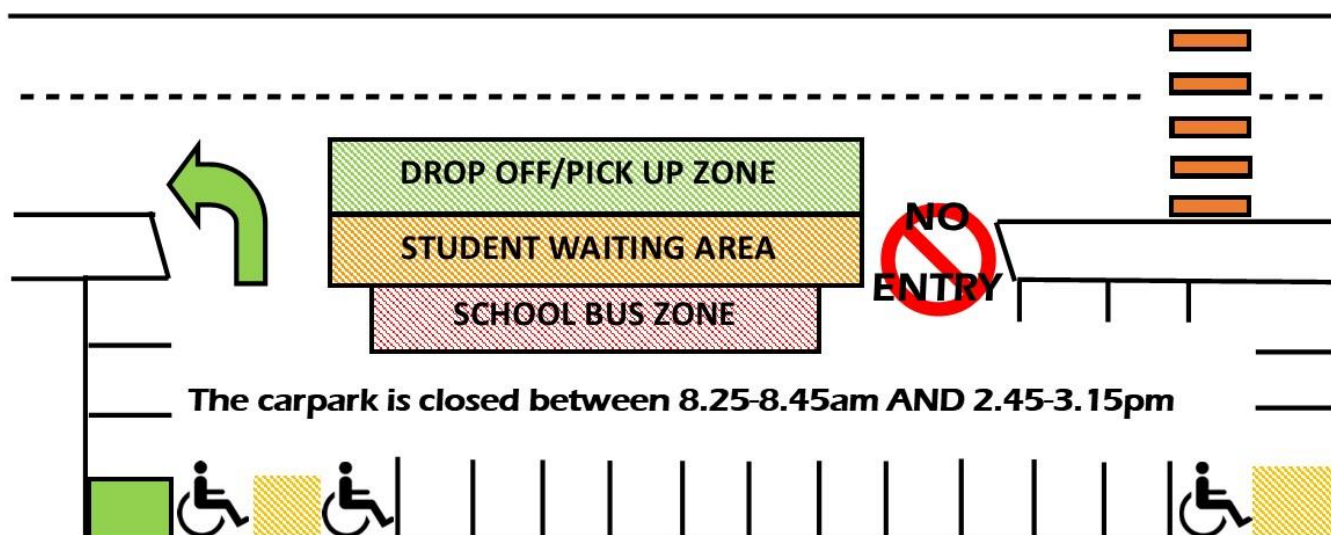 DROP OFF/PICK UP ZONE
STUDENT WAITING AREA
SCHOOL BUS ZONE
NO
ENTRY
The carpark is closed between 8.25-8.45am AND 2.45-3.15pm